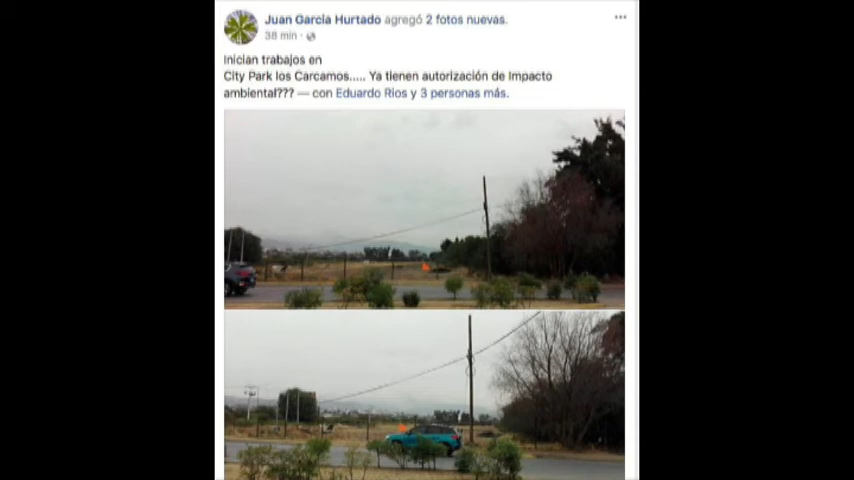 Juan García Hurtado agregó 2 fotos nuevas.
38 min ·
Inician trabajos en
City Park los Carcamos..... Ya tienen autorización de Impacto
ambiental??? — con Eduardo Rios y 3 personas más.